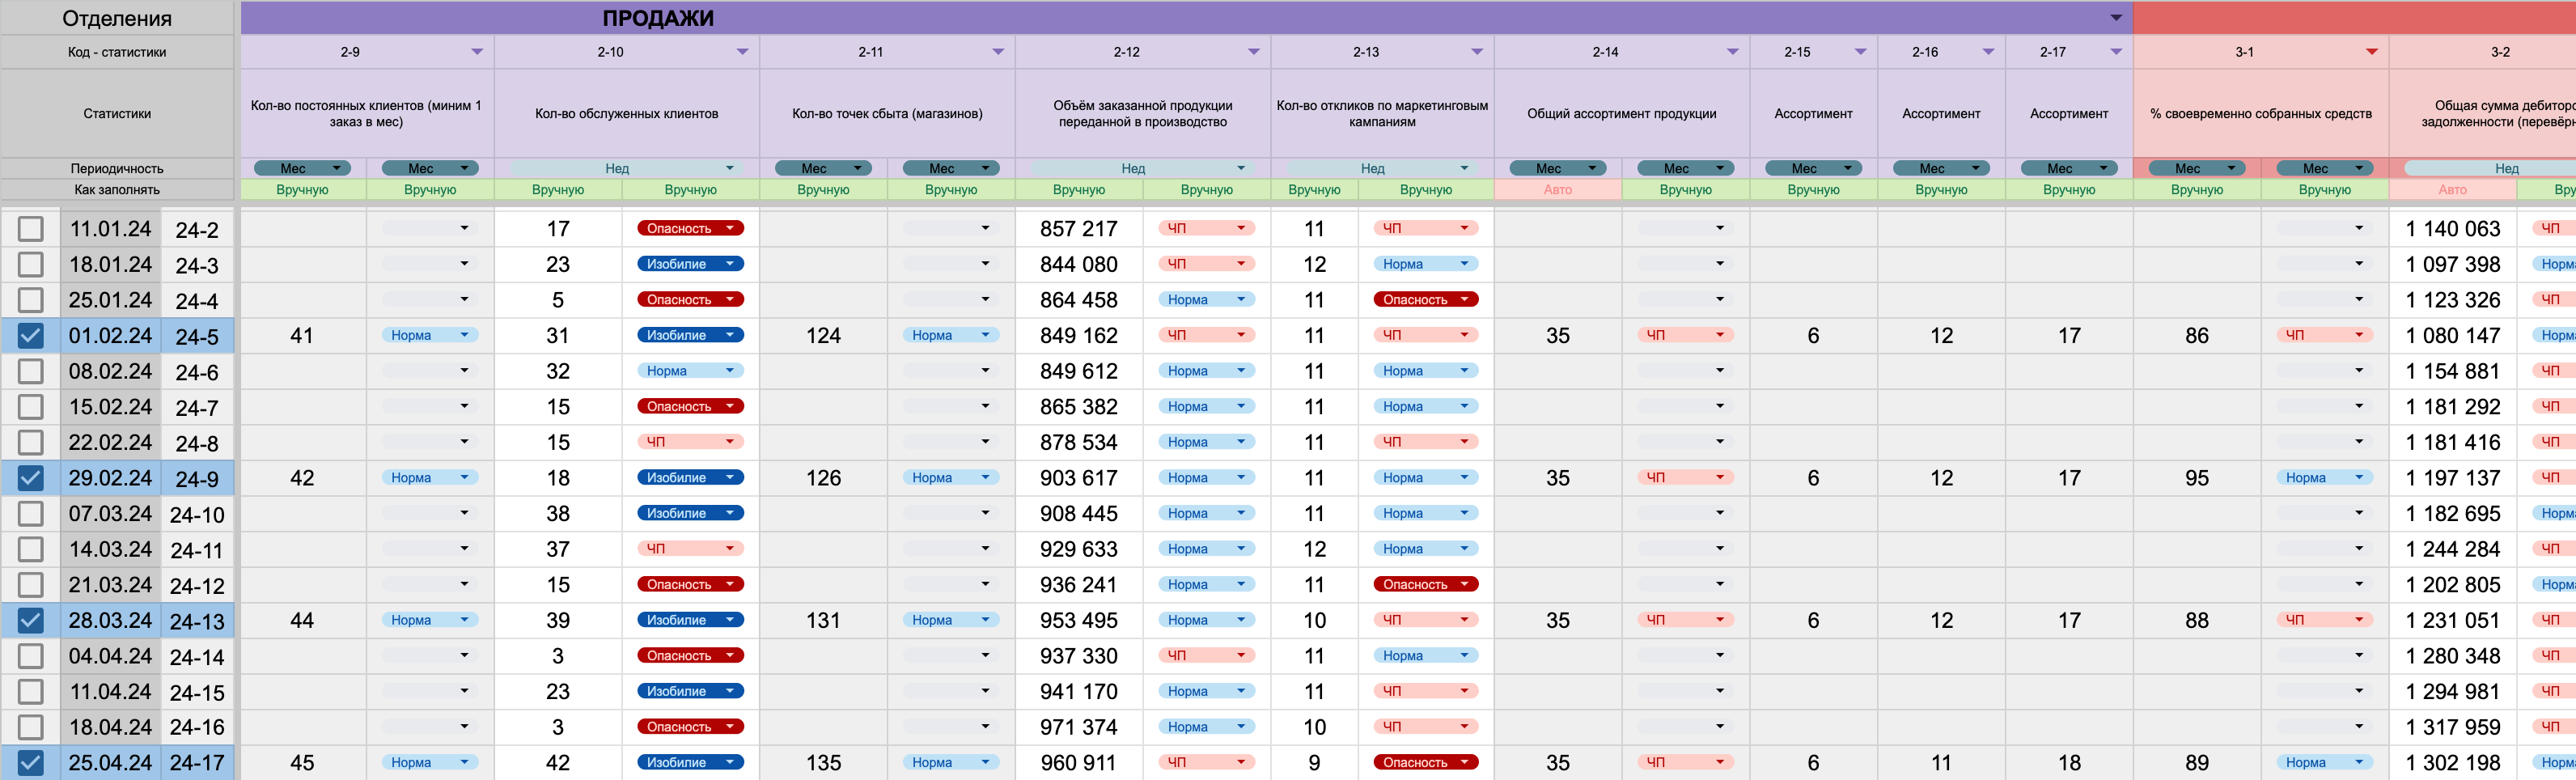 Отделения ПРОДАЖИ
Код - статистики 2-9 2-10 2-11 2-12 2-13 2-14 2-15 2-16 2-17 3-1 3-2
Статистики Кол-во постоянных клиентов (миним 1 заказ в мес) Кол-во обслуженных клиентов Кол-во точек сбыта (магазинов) Объём заказанной продукции переданной в производство Кол-во откликов по маркетинговым кампаниям Общий ассортимент продукции Ассортимент Ассортимент Ассортимент % своевременно собранных средств Общая сумма дебиторс задолженности (перевёрн
Периодичность Мес Мес Нед Мес Мес Нед Нед Мес Мес Мес Мес Мес Мес Мес Нед
Как заполнять Вручную Вручную Вручную Вручную Вручную Вручную Вручную Вручную Вручную Вручную Авто Вручную Вручную Вручную Вручную Вручную Вручную Авто Вру
11.01.24 24-2 17 Опасность 857 217 ЧП 11 ЧП 1 140 063 ЧП
18.01.24 24-3 23 Изобилие 844 080 ЧП 12 Норма 1 097 398 Норм
25.01.24 24-4 5 Опасность 864 458 Норма 11 Опасность 1 123 326 ЧП
01.02.24 24-5 41 Норма 31 Изобилие 124 Норма 849 162 ЧП 11 ЧП 35 ЧП 6 12 17 86 ЧП 1 080 147 Норм
08.02.24 24-6 32 Норма 849 612 Норма 11 Норма 1 154 881 ЧП
15.02.24 24-7 15 Опасность 865 382 Норма 11 Норма 1 181 292 ЧП
22.02.24 24-8 15 ЧП 878 534 Норма 11 ЧП 1 181 416 ЧП
29.02.24 24-9 42 Норма 18 Изобилие 126 Норма 903 617 Норма 11 Норма 35 ЧП 6 12 17 95 Норма 1 197 137 ЧП
07.03.24 24-10 38 Изобилие 908 445 Норма 11 Норма 1 182 695 Норм
14.03.24 24-11 37 ЧП 929 633 Норма 12 Норма 1 244 284 ЧП
21.03.24 24-12 15 Опасность 936 241 Норма 11 Опасность 1 202 805 Норм
28.03.24 24-13 44 Норма 39 Изобилие 131 Норма 953 495 Норма 10 ЧП 35 ЧП 6 12 17 88 ЧП 1 231 051 ЧП
04.04.24 24-14 3 Опасность 937 330 ЧП 11 Норма 1 280 348 ЧП
11.04.24 24-15 23 Изобилие 941 170 Норма 11 ЧП 1 294 981 ЧП
18.04.24 24-16 3 Опасность 971 374 Норма 10 ЧП 1 317 959 ЧП
25.04.24 24-17 45 Норма 42 Изобилие 135 Норма 960 911 ЧП 9 Опасность 35 ЧП 6 11 18 89 Норма 1 302 198 Норм